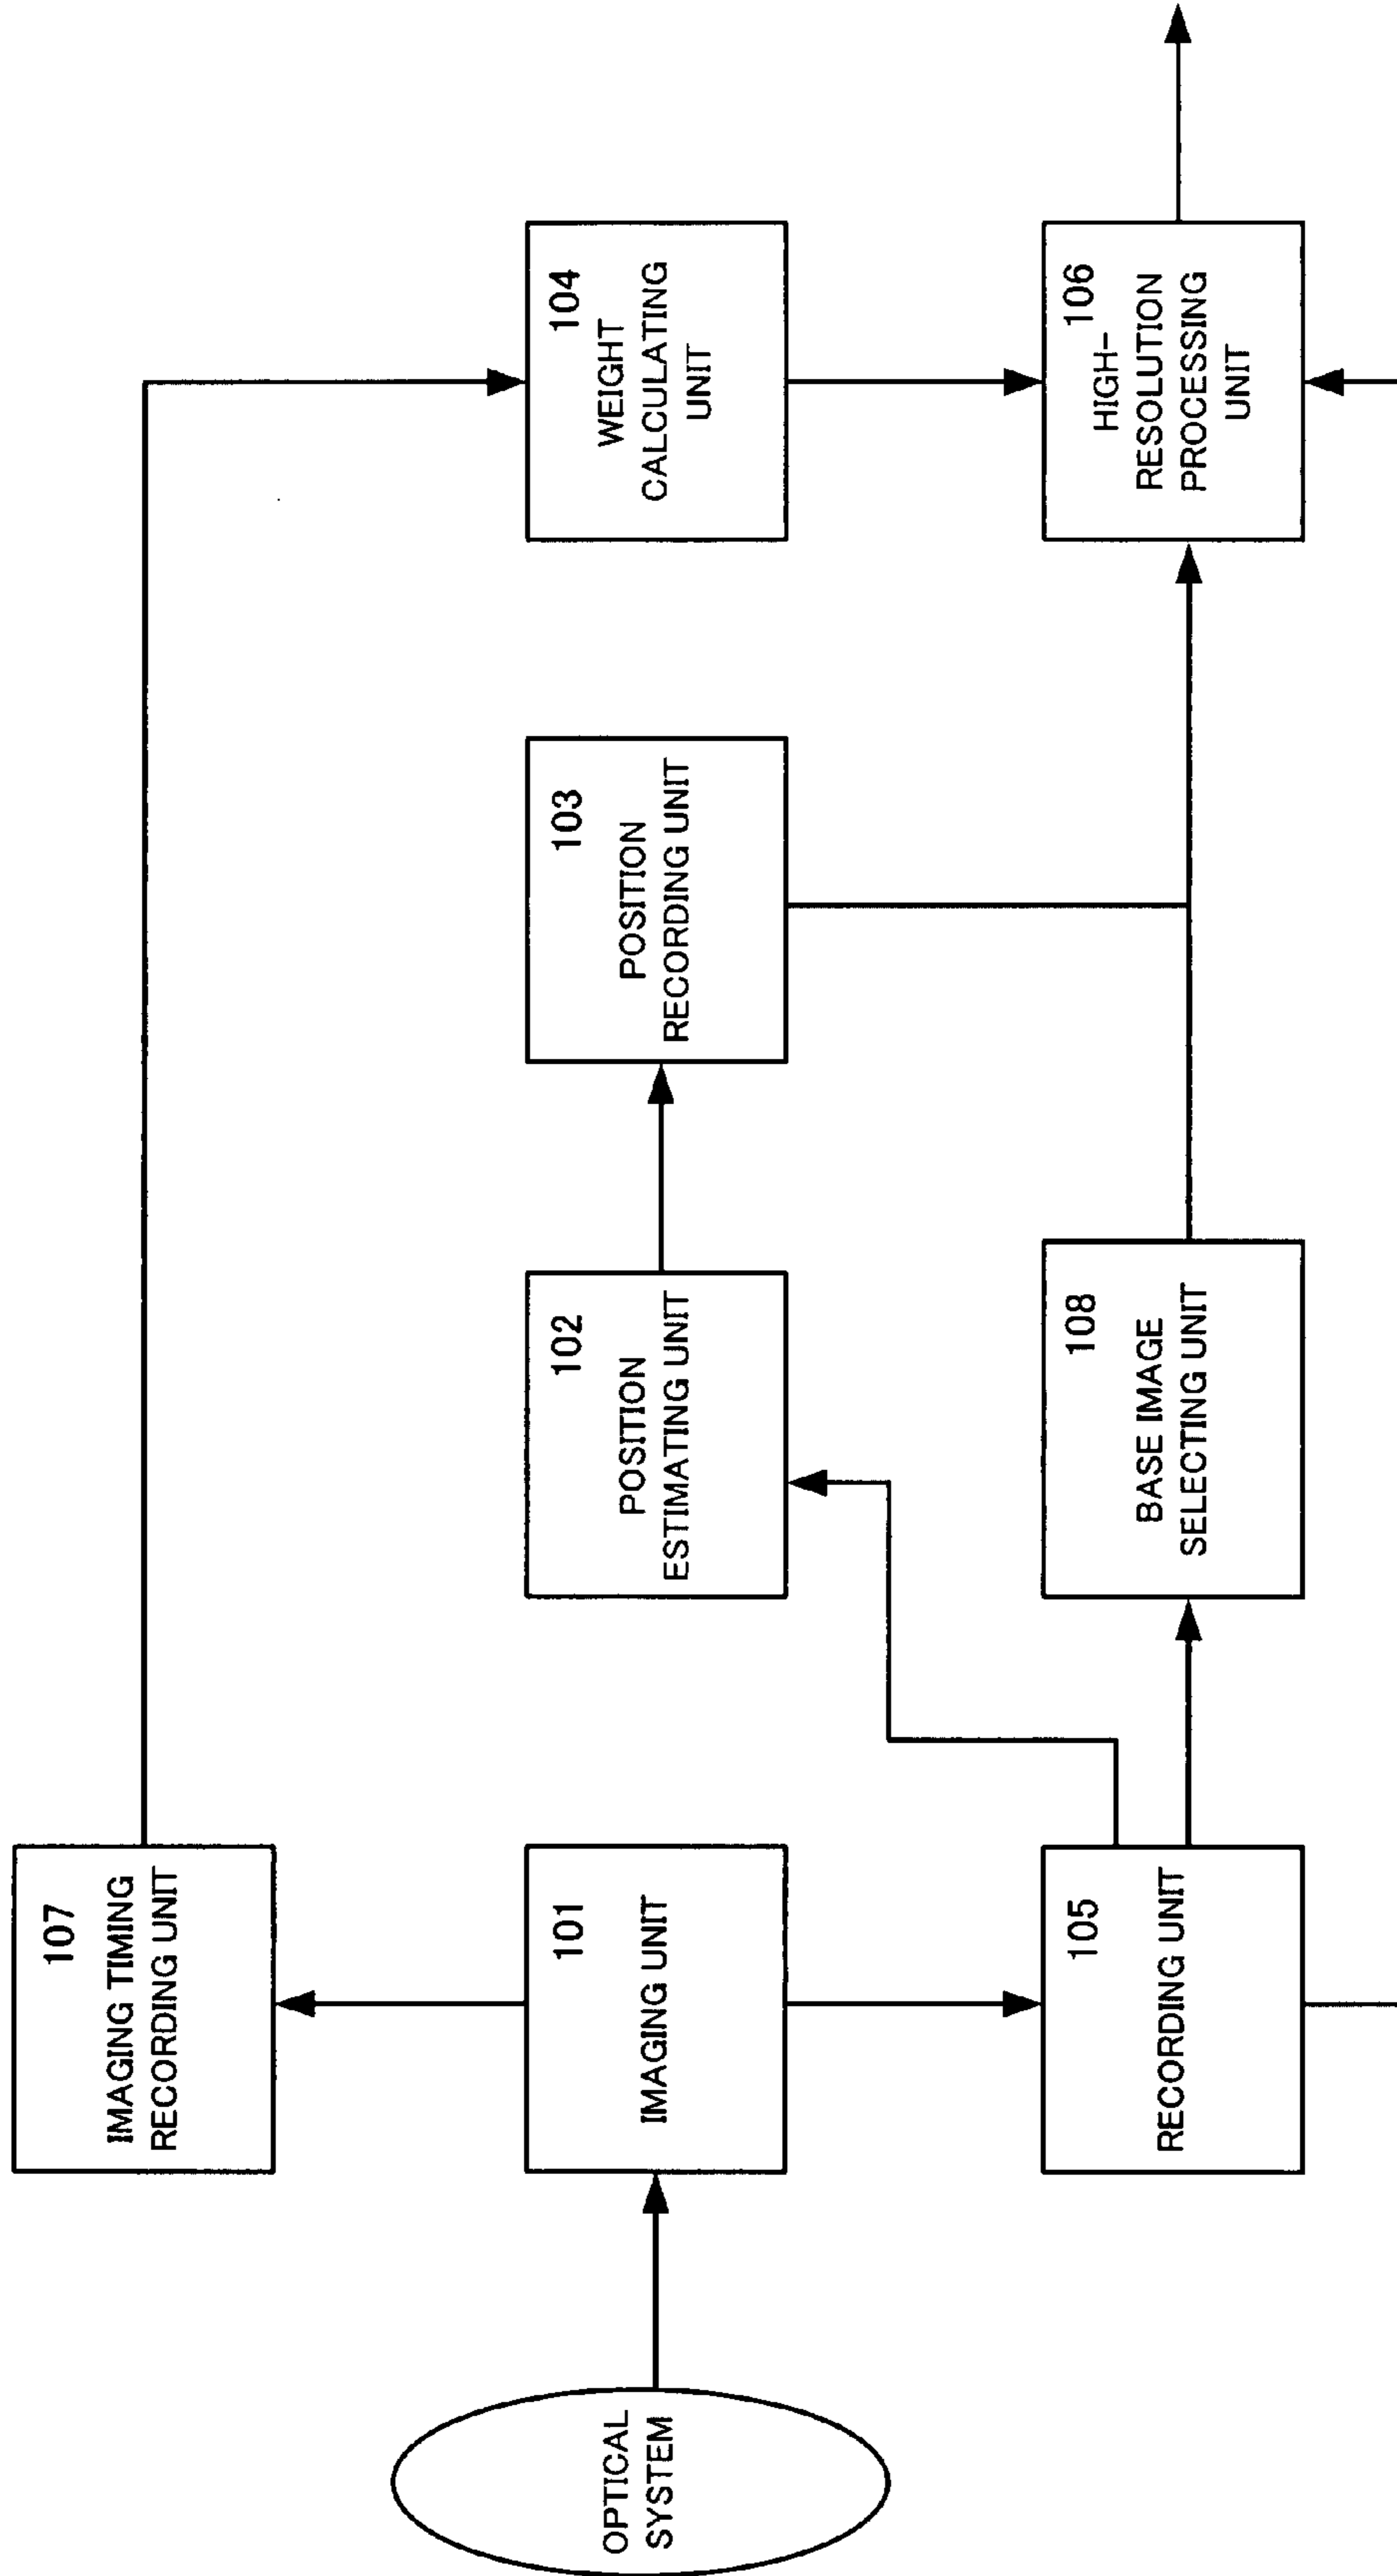 OPTICAL
SYSTEM
107
IMAGING TIMING
RECORDING UNIT
101
IMAGING UNIT
105
RECORDING UNIT
102
POSITION
ESTIMATING UNIT
108
BASE IMAGE
SELECTING UNIT
103
POSITION
RECORDING UNIT
104
WEIGHT
CALCULATING
UNIT
106
HIGH-
RESOLUTION
PROCESSING
UNIT